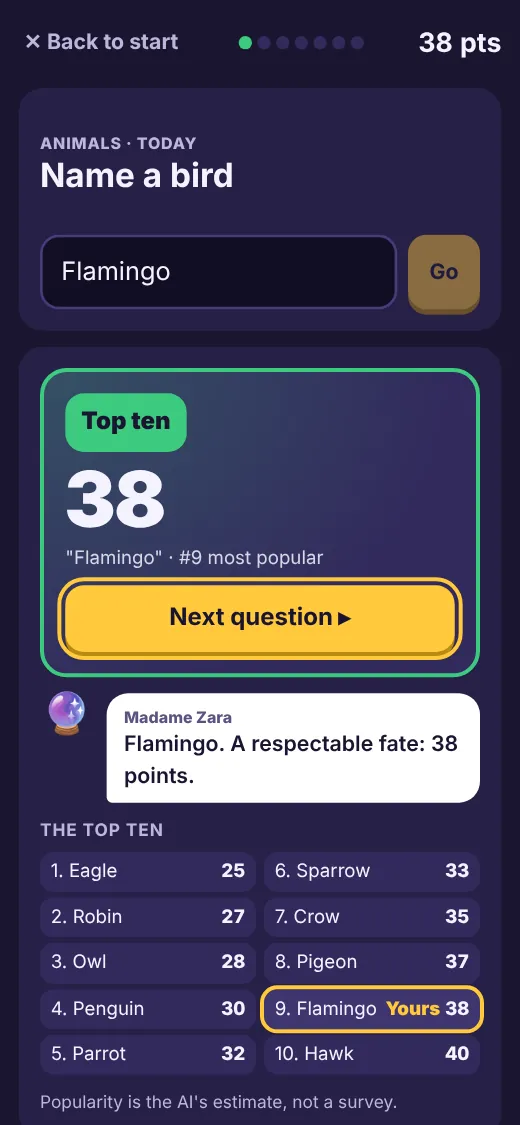 ✕ Back to start
38 pts
ANIMALS · TODAY
Name a bird
Flamingo
Go
Top ten
38
"Flamingo" · #9 most popular
Next question ▸
Madame Zara
Flamingo. A respectable fate: 38
points.
THE TOP TEN
1. Eagle 25
2. Robin 27
3. Owl 28
4. Penguin 30
5. Parrot 32
6. Sparrow 33
7. Crow 35
8. Pigeon 37
9. Flamingo Yours 38
10. Hawk 40
Popularity is the AI's estimate, not a survey.